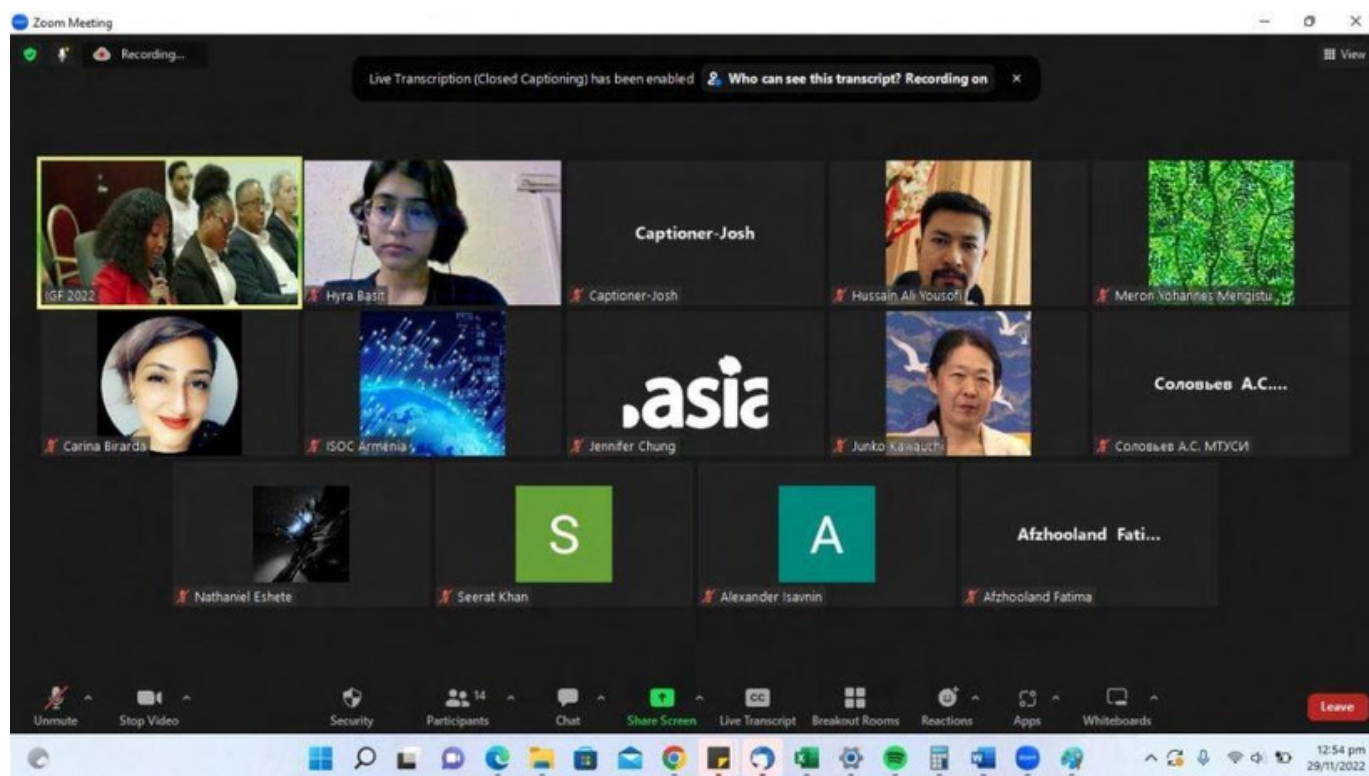 Zoom Meeting
Recording...
View
Live Transcription (Closed Captioning) has been enabled Who can see this transcript? Recording on
IGF 2022
Hyra Basit
Captioner-Josh
Captioner-Josh
Hussain Ali Yousofi
Meron Yohannes Mengistu
Carina Birarda
ISOC Armenia
.asia
Jennifer Chung
Junko Kawauchi
Соловьев А.С....
Соловьев А.С. МТУСИ
Nathaniel Eshete
S
Seerat Khan
A
Alexander Isavnin
Afzhooland Fati...
Afzhooland Fatima
Unmute
Stop Video
Security
14
Participants
Chat
Share Screen
CC
Live Transcript
Breakout Rooms
Reactions
Apps
Whiteboards
Leave
12:54 pm
29/11/2022